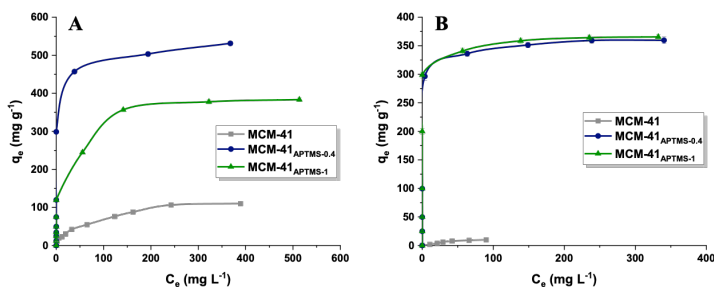 A
600
500
400
300
200
100
0
qe (mg g-1)
MCM-41
MCM-41APTMS-0.4
MCM-41APTMS-1
0 100 200 300 400 500 600
Ce (mg L-1)
B
400
350
300
250
200
150
100
50
0
qe (mg g-1)
MCM-41
MCM-41APTMS-0.4
MCM-41APTMS-1
0 100 200 300 400
Ce (mg L-1)